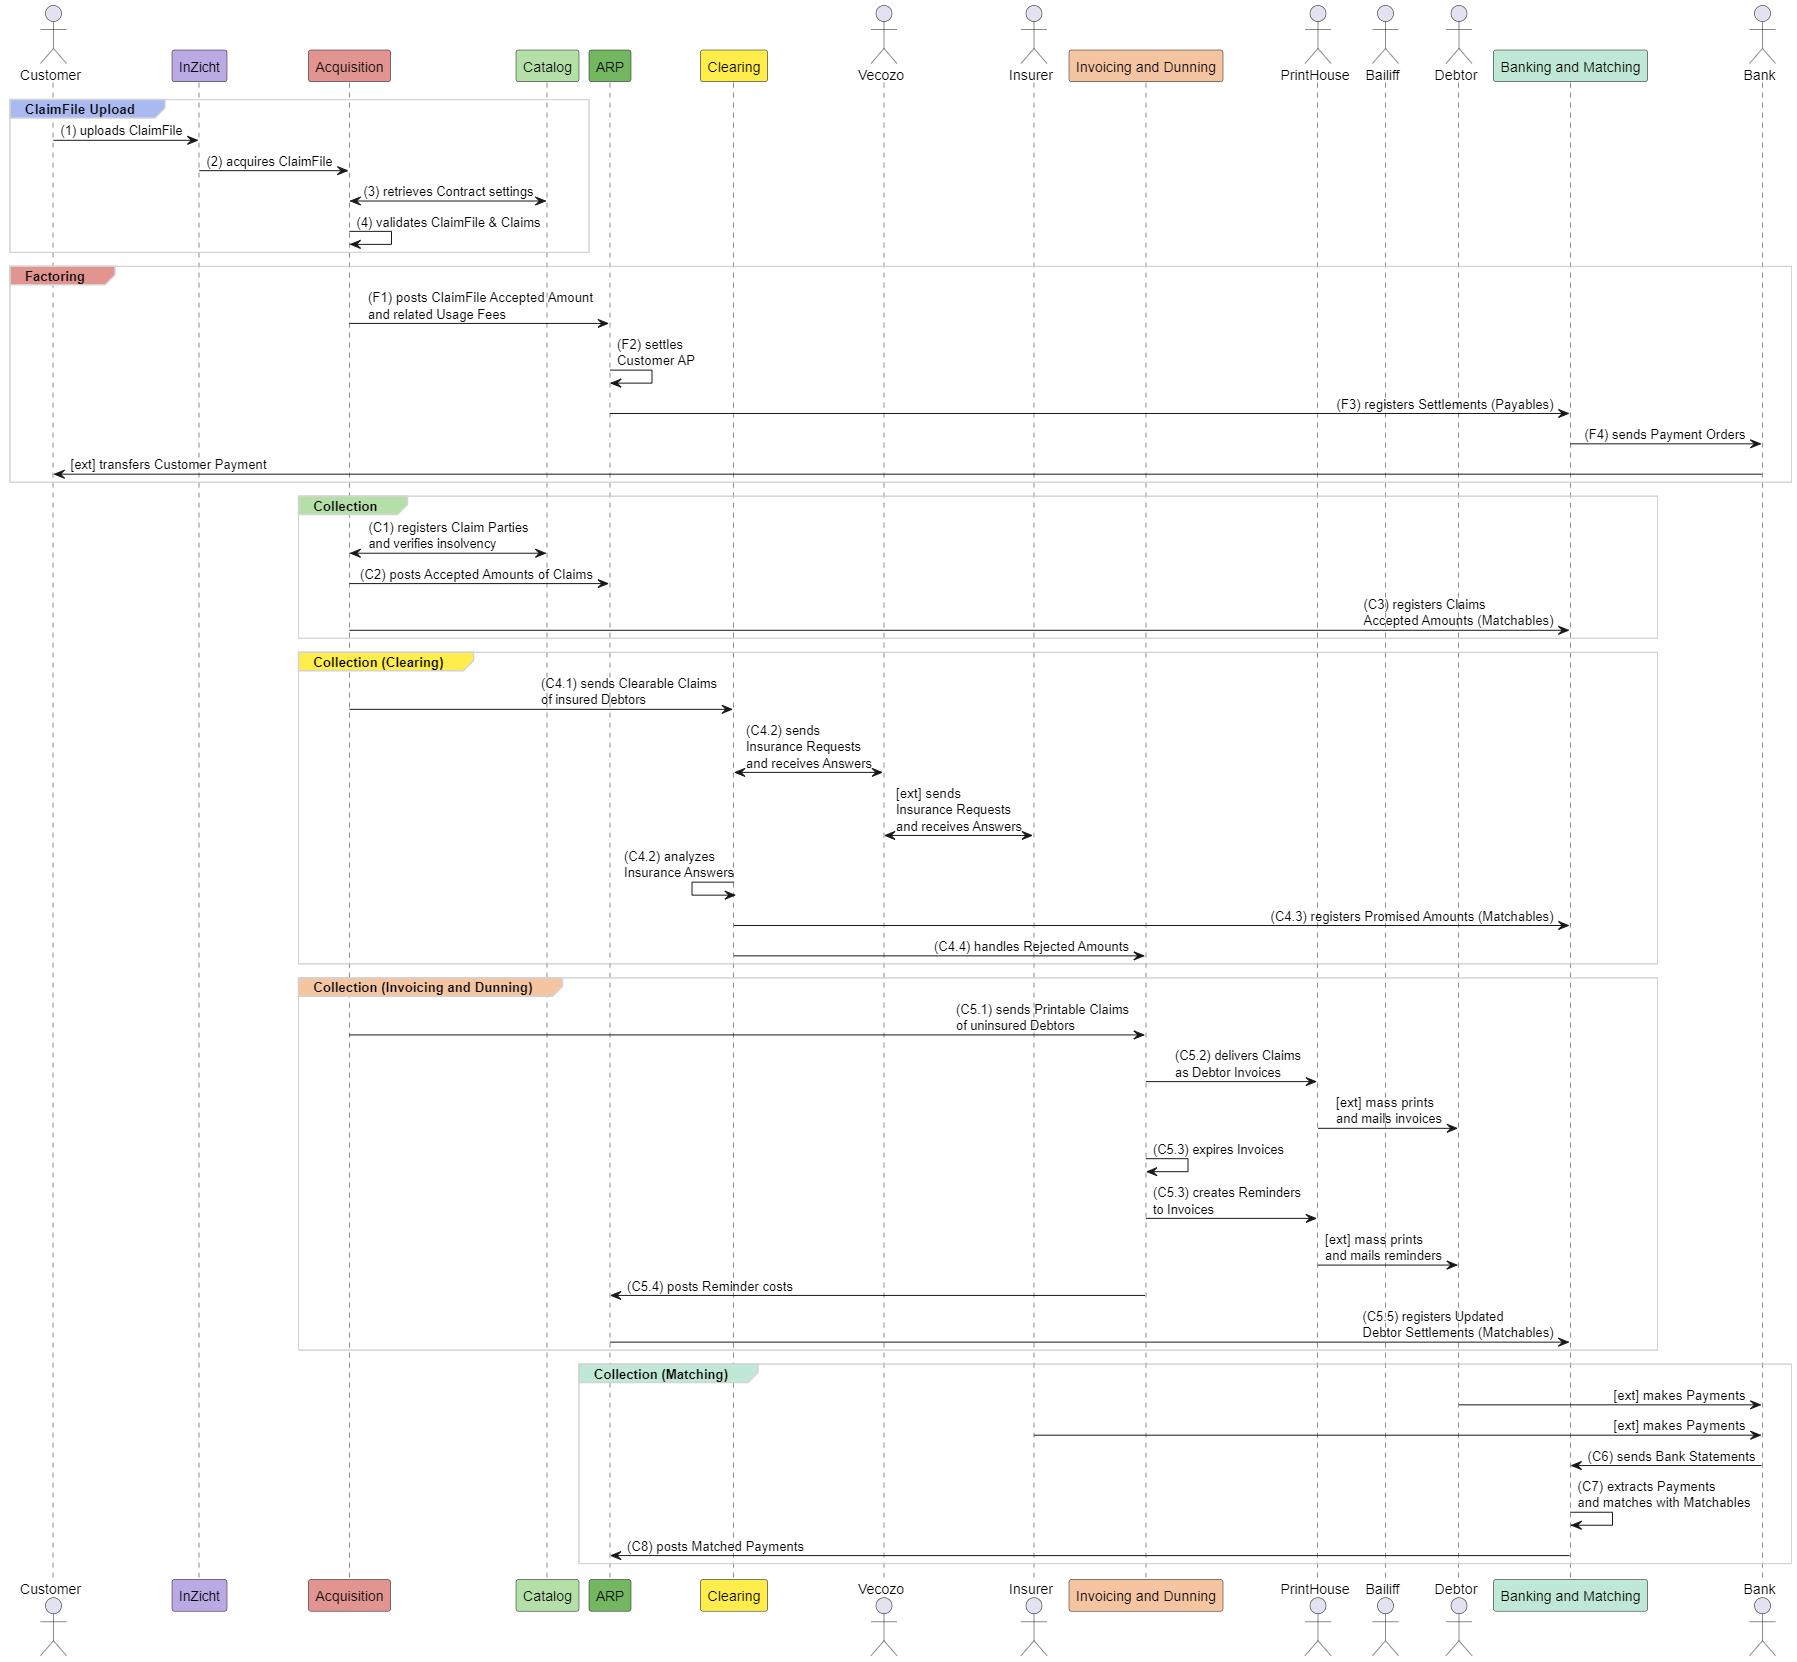 Customer
InZicht
Acquisition
Catalog
ARP
Clearing
Vecozo
Insurer
Invoicing and Dunning
PrintHouse
Bailiff
Debtor
Banking and Matching
Bank
ClaimFile Upload
(1) uploads ClaimFile
(2) acquires ClaimFile
(3) retrieves Contract settings
(4) validates ClaimFile & Claims
Factoring
(F1) posts ClaimFile Accepted Amount
and related Usage Fees
(F2) settles
Customer AP
(F3) registers Settlements (Payables)
(F4) sends Payment Orders
[ext] transfers Customer Payment
Collection
(C1) registers Claim Parties
and verifies insolvency
(C2) posts Accepted Amounts of Claims
(C3) registers Claims
Accepted Amounts (Matchables)
Collection (Clearing)
(C4.1) sends Clearable Claims
of insured Debtors
(C4.2) sends
Insurance Requests
and receives Answers
[ext] sends
Insurance Requests
and receives Answers
(C4.2) analyzes
Insurance Answers
(C4.3) registers Promised Amounts (Matchables)
(C4.4) handles Rejected Amounts
Collection (Invoicing and Dunning)
(C5.1) sends Printable Claims
of uninsured Debtors
(C5.2) delivers Claims
as Debtor Invoices
[ext] mass prints
and mails invoices
(C5.3) expires Invoices
(C5.3) creates Reminders
to Invoices
[ext] mass prints
and mails reminders
(C5.4) posts Reminder costs
(C5.5) registers Updated
Debtor Settlements (Matchables)
Collection (Matching)
[ext] makes Payments
[ext] makes Payments
(C6) sends Bank Statements
(C7) extracts Payments
and matches with Matchables
(C8) posts Matched Payments
Customer
InZicht
Acquisition
Catalog
ARP
Clearing
Vecozo
Insurer
Invoicing and Dunning
PrintHouse
Bailiff
Debtor
Banking and Matching
Bank